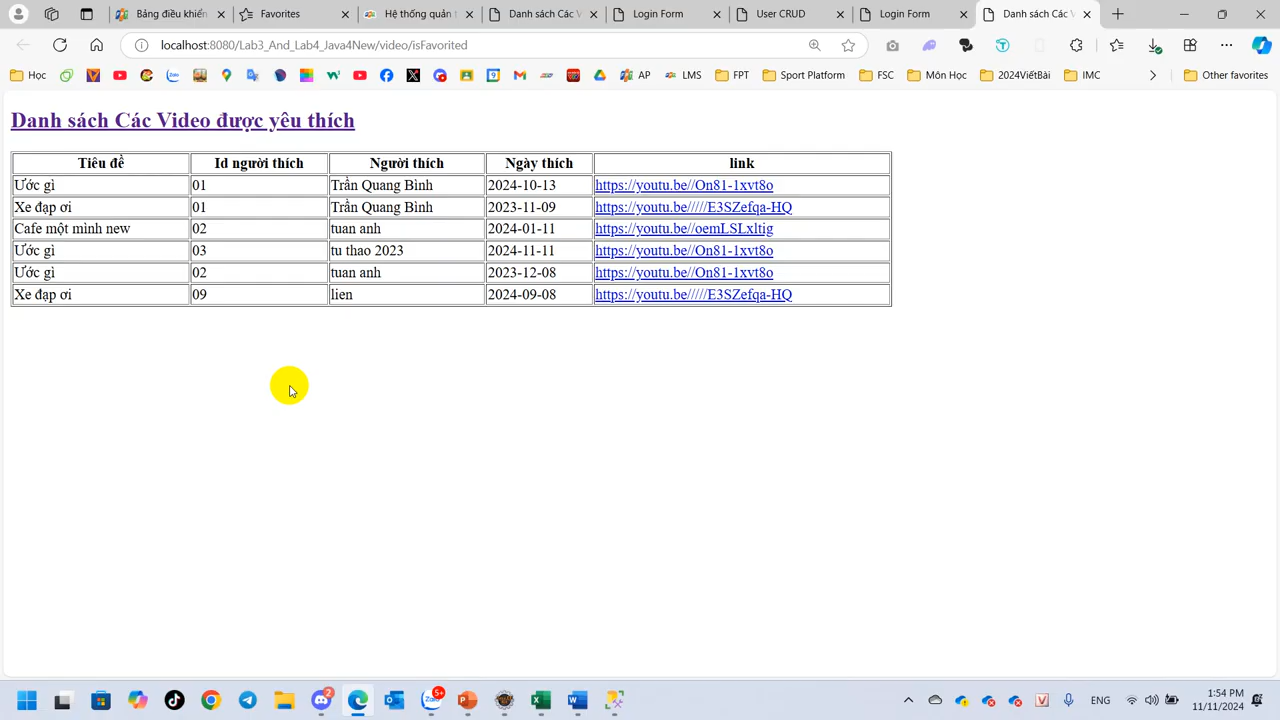 Bảng điều khiển
Favorites
Hệ thống quản t
Danh sách Các V
Login Form
User CRUD
Login Form
Danh sách Các V
localhost:8080/Lab3_And_Lab4_Java4New/video/isFavorited
Học
AP
LMS
FPT
Sport Platform
FSC
Môn Học
2024ViếtBài
IMC
Other favorites
Danh sách Các Video được yêu thích
Tiêu đề Id người thích Người thích Ngày thích link
Ước gì 01 Trần Quang Bình 2024-10-13 https://youtu.be//On81-1xvt8o
Xe đạp ơi 01 Trần Quang Bình 2023-11-09 https://youtu.be/////E3SZefqa-HQ
Cafe một mình new 02 tuan anh 2024-01-11 https://youtu.be//oemLSLxltig
Ước gì 03 tu thao 2023 2024-11-11 https://youtu.be//On81-1xvt8o
Ước gì 02 tuan anh 2023-12-08 https://youtu.be//On81-1xvt8o
Xe đạp ơi 09 lien 2024-09-08 https://youtu.be/////E3SZefqa-HQ
2
5+
ENG
1:54 PM
11/11/2024